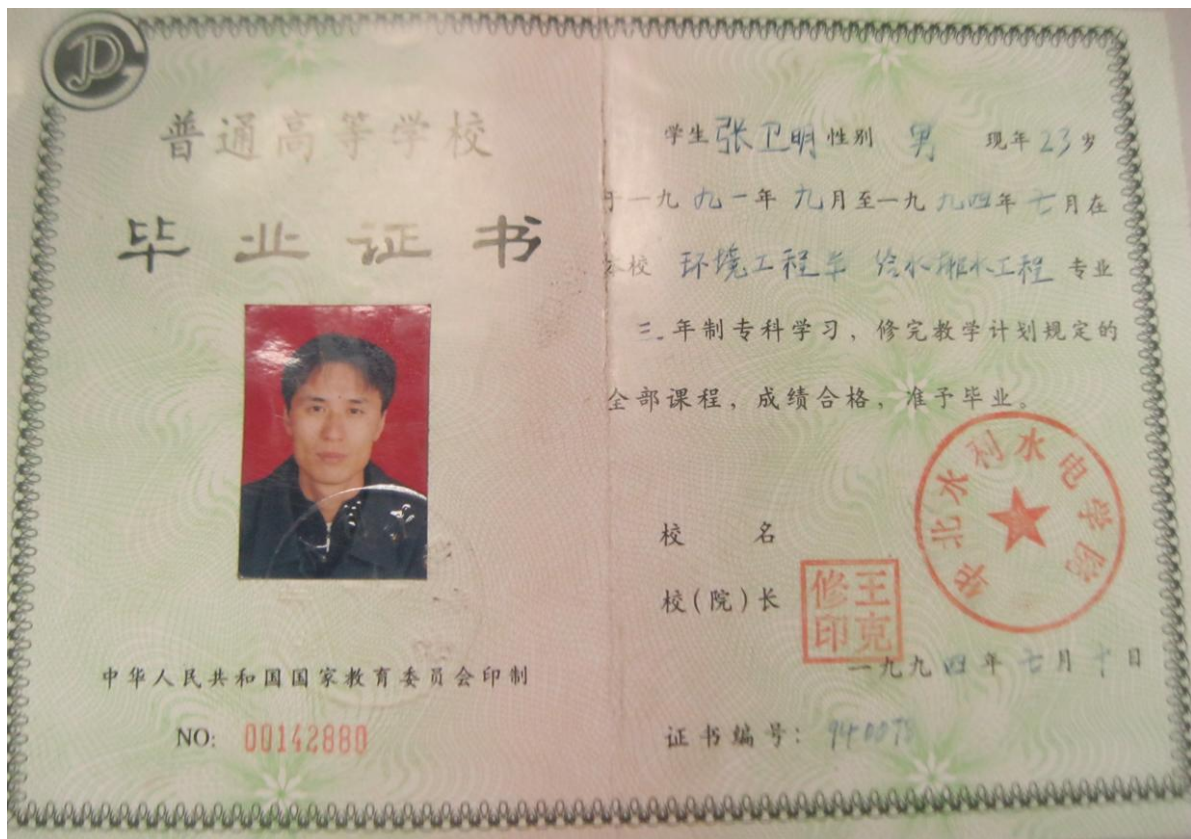 普通高等学校
毕业证书
中华人民共和国国家教育委员会印制
NO: 00142880
学生 张卫明 性别 男 现年 23 岁
于一九九一年九月至一九九四年七月在
本校 环境工程系 给水排水工程 专业
三年制专科学习，修完教学计划规定的
全部课程，成绩合格，准予毕业。
华北水利水电学院
校 名
校（院）长
王克修印
一九九四年七月十日
证书编号：